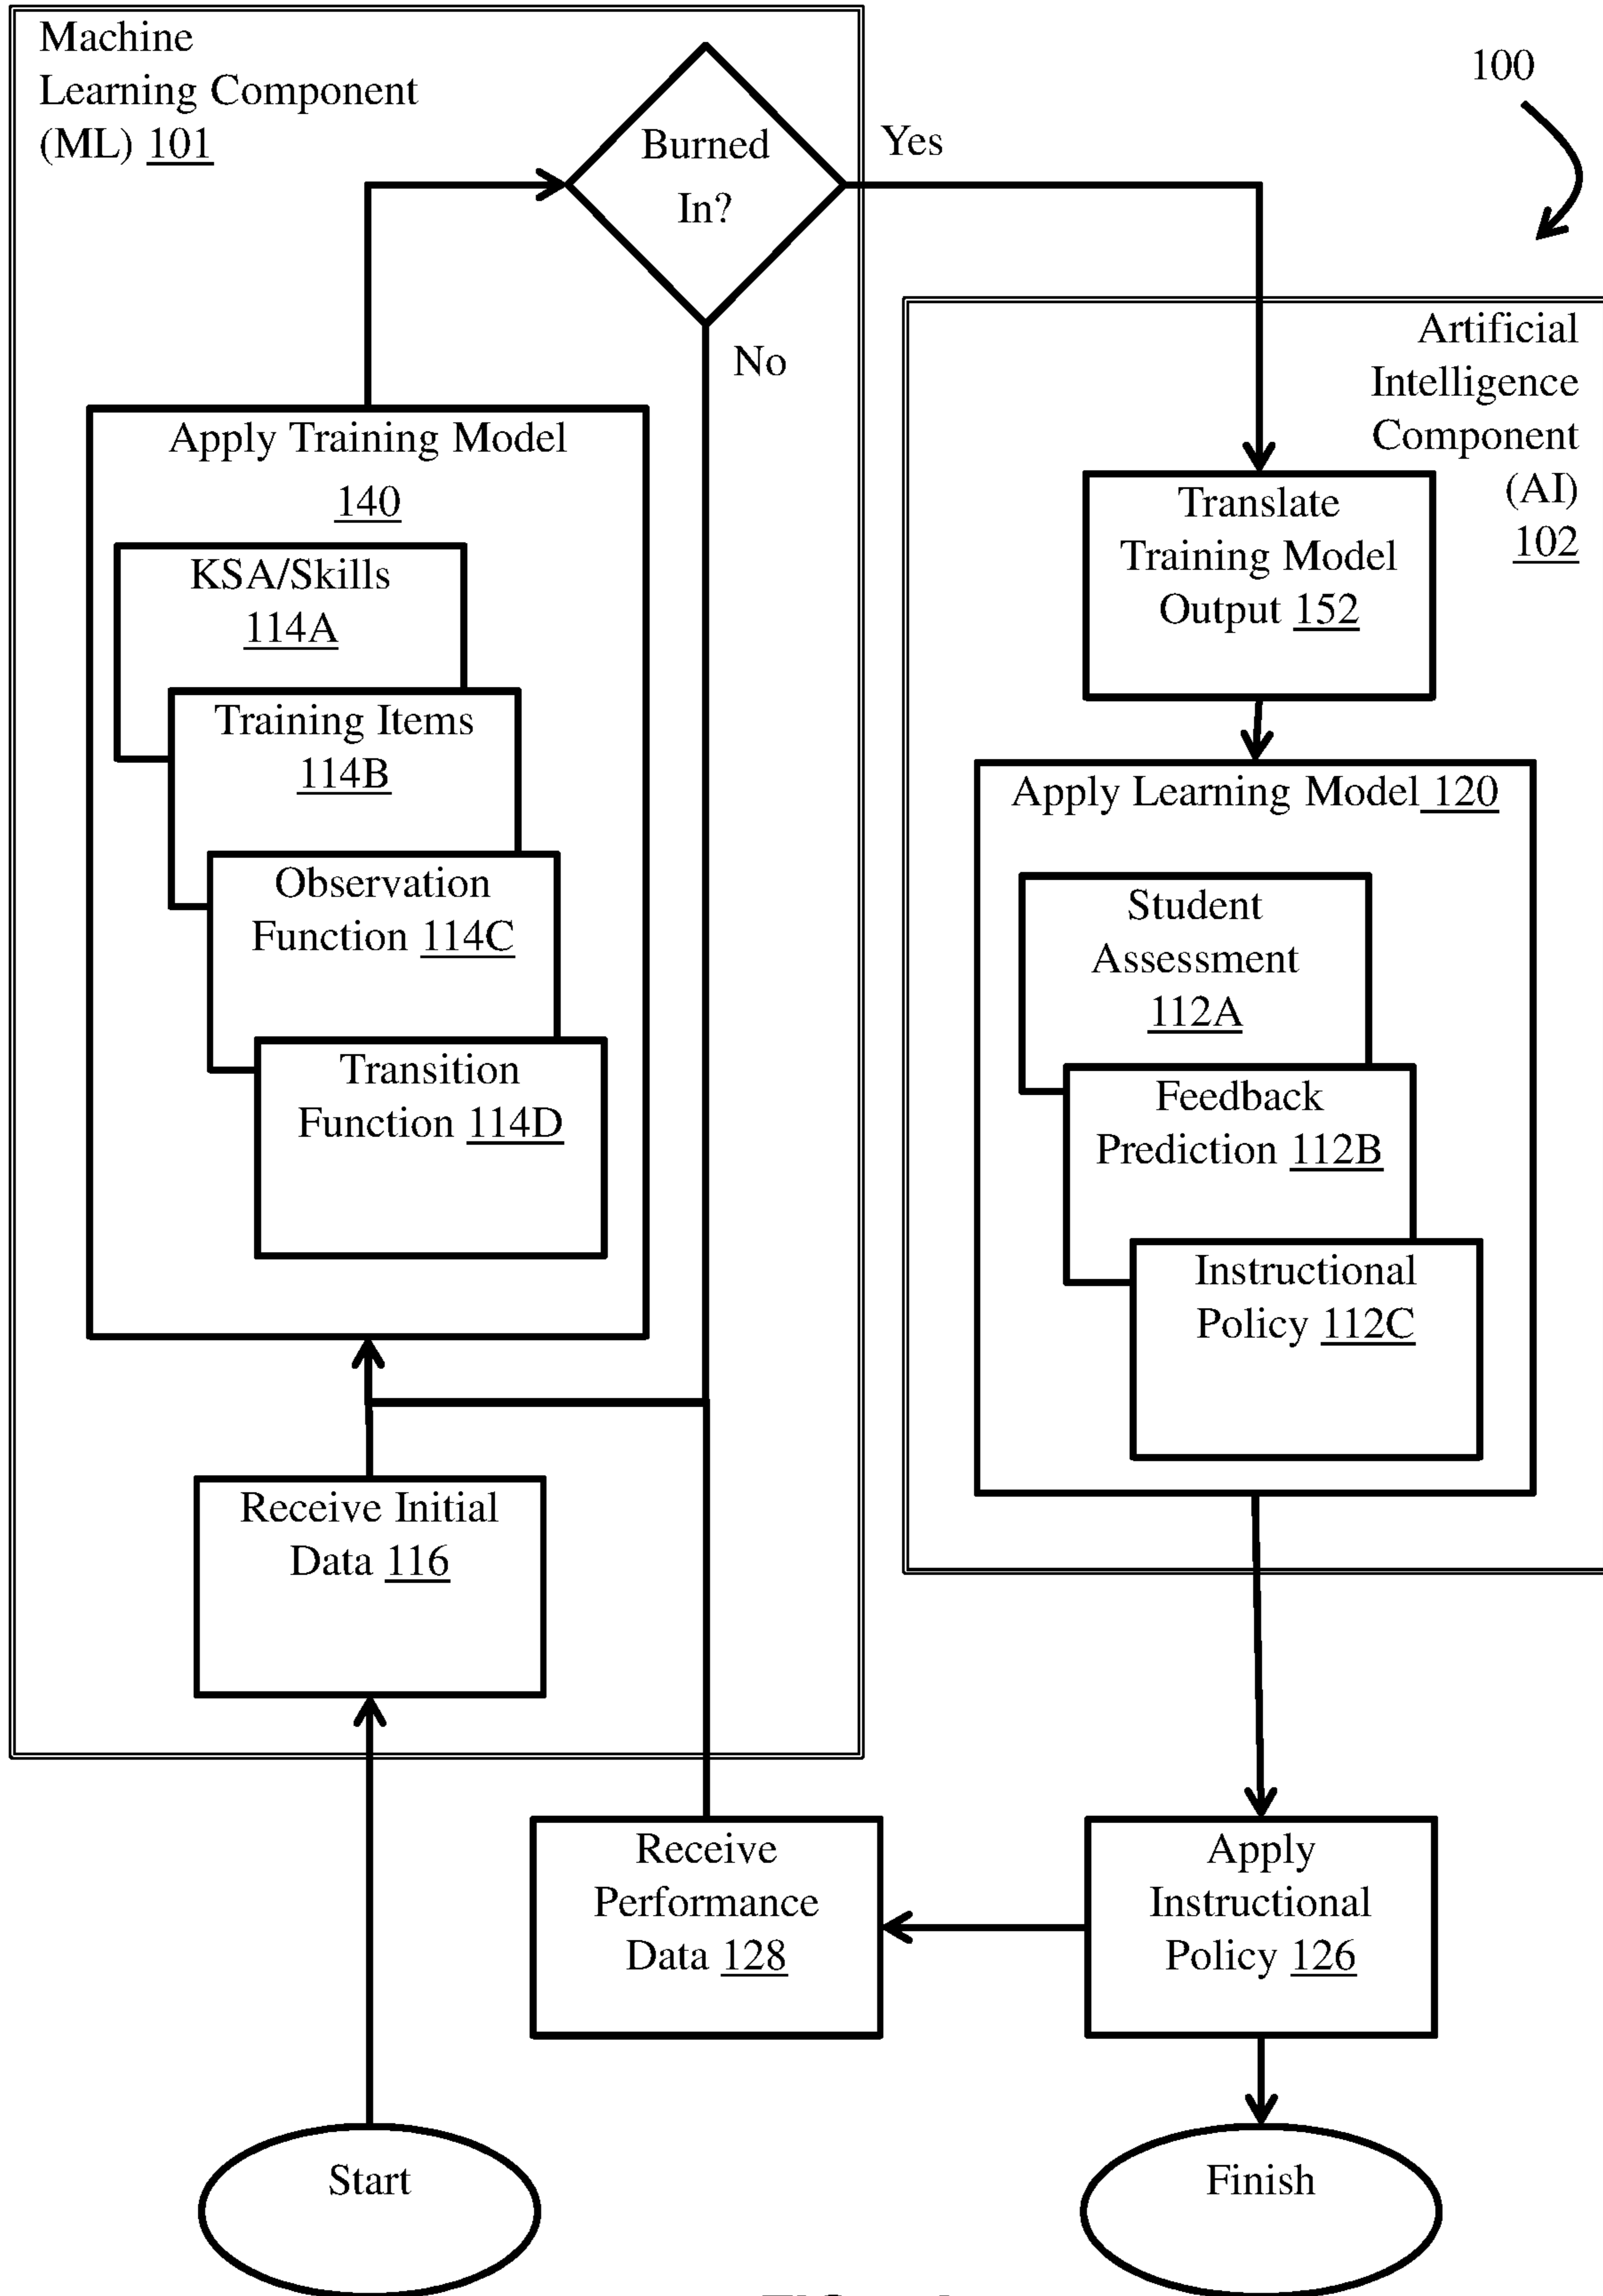 Machine
Learning Component
(ML) 101
Burned
In?
Yes
No
100
Apply Training Model
140
KSA/Skills
114A
Training Items
114B
Observation
Function 114C
Transition
Function 114D
Receive Initial
Data 116
Start
Artificial
Intelligence
Component
(AI)
102
Translate
Training Model
Output 152
Apply Learning Model 120
Student
Assessment
112A
Feedback
Prediction 112B
Instructional
Policy 112C
Receive
Performance
Data 128
Apply
Instructional
Policy 126
Finish